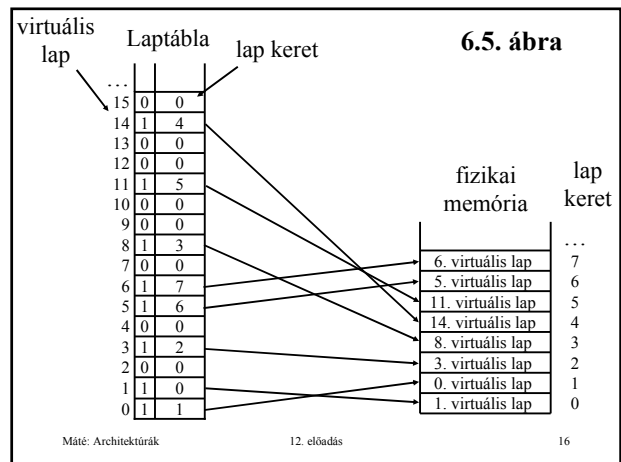 virtuális
lap
Laptábla
lap keret
6.5. ábra
…
15 0 0
14 1 4
13 0 0
12 0 0
11 1 5
10 0 0
9 0 0
8 1 3
7 0 0
6 1 7
5 1 6
4 0 0
3 1 2
2 0 0
1 1 0
0 1 1
fizikai
memória
lap
keret
…
6. virtuális lap 7
5. virtuális lap 6
11. virtuális lap 5
14. virtuális lap 4
8. virtuális lap 3
3. virtuális lap 2
0. virtuális lap 1
1. virtuális lap 0
Máté: Architektúrák 12. előadás 16